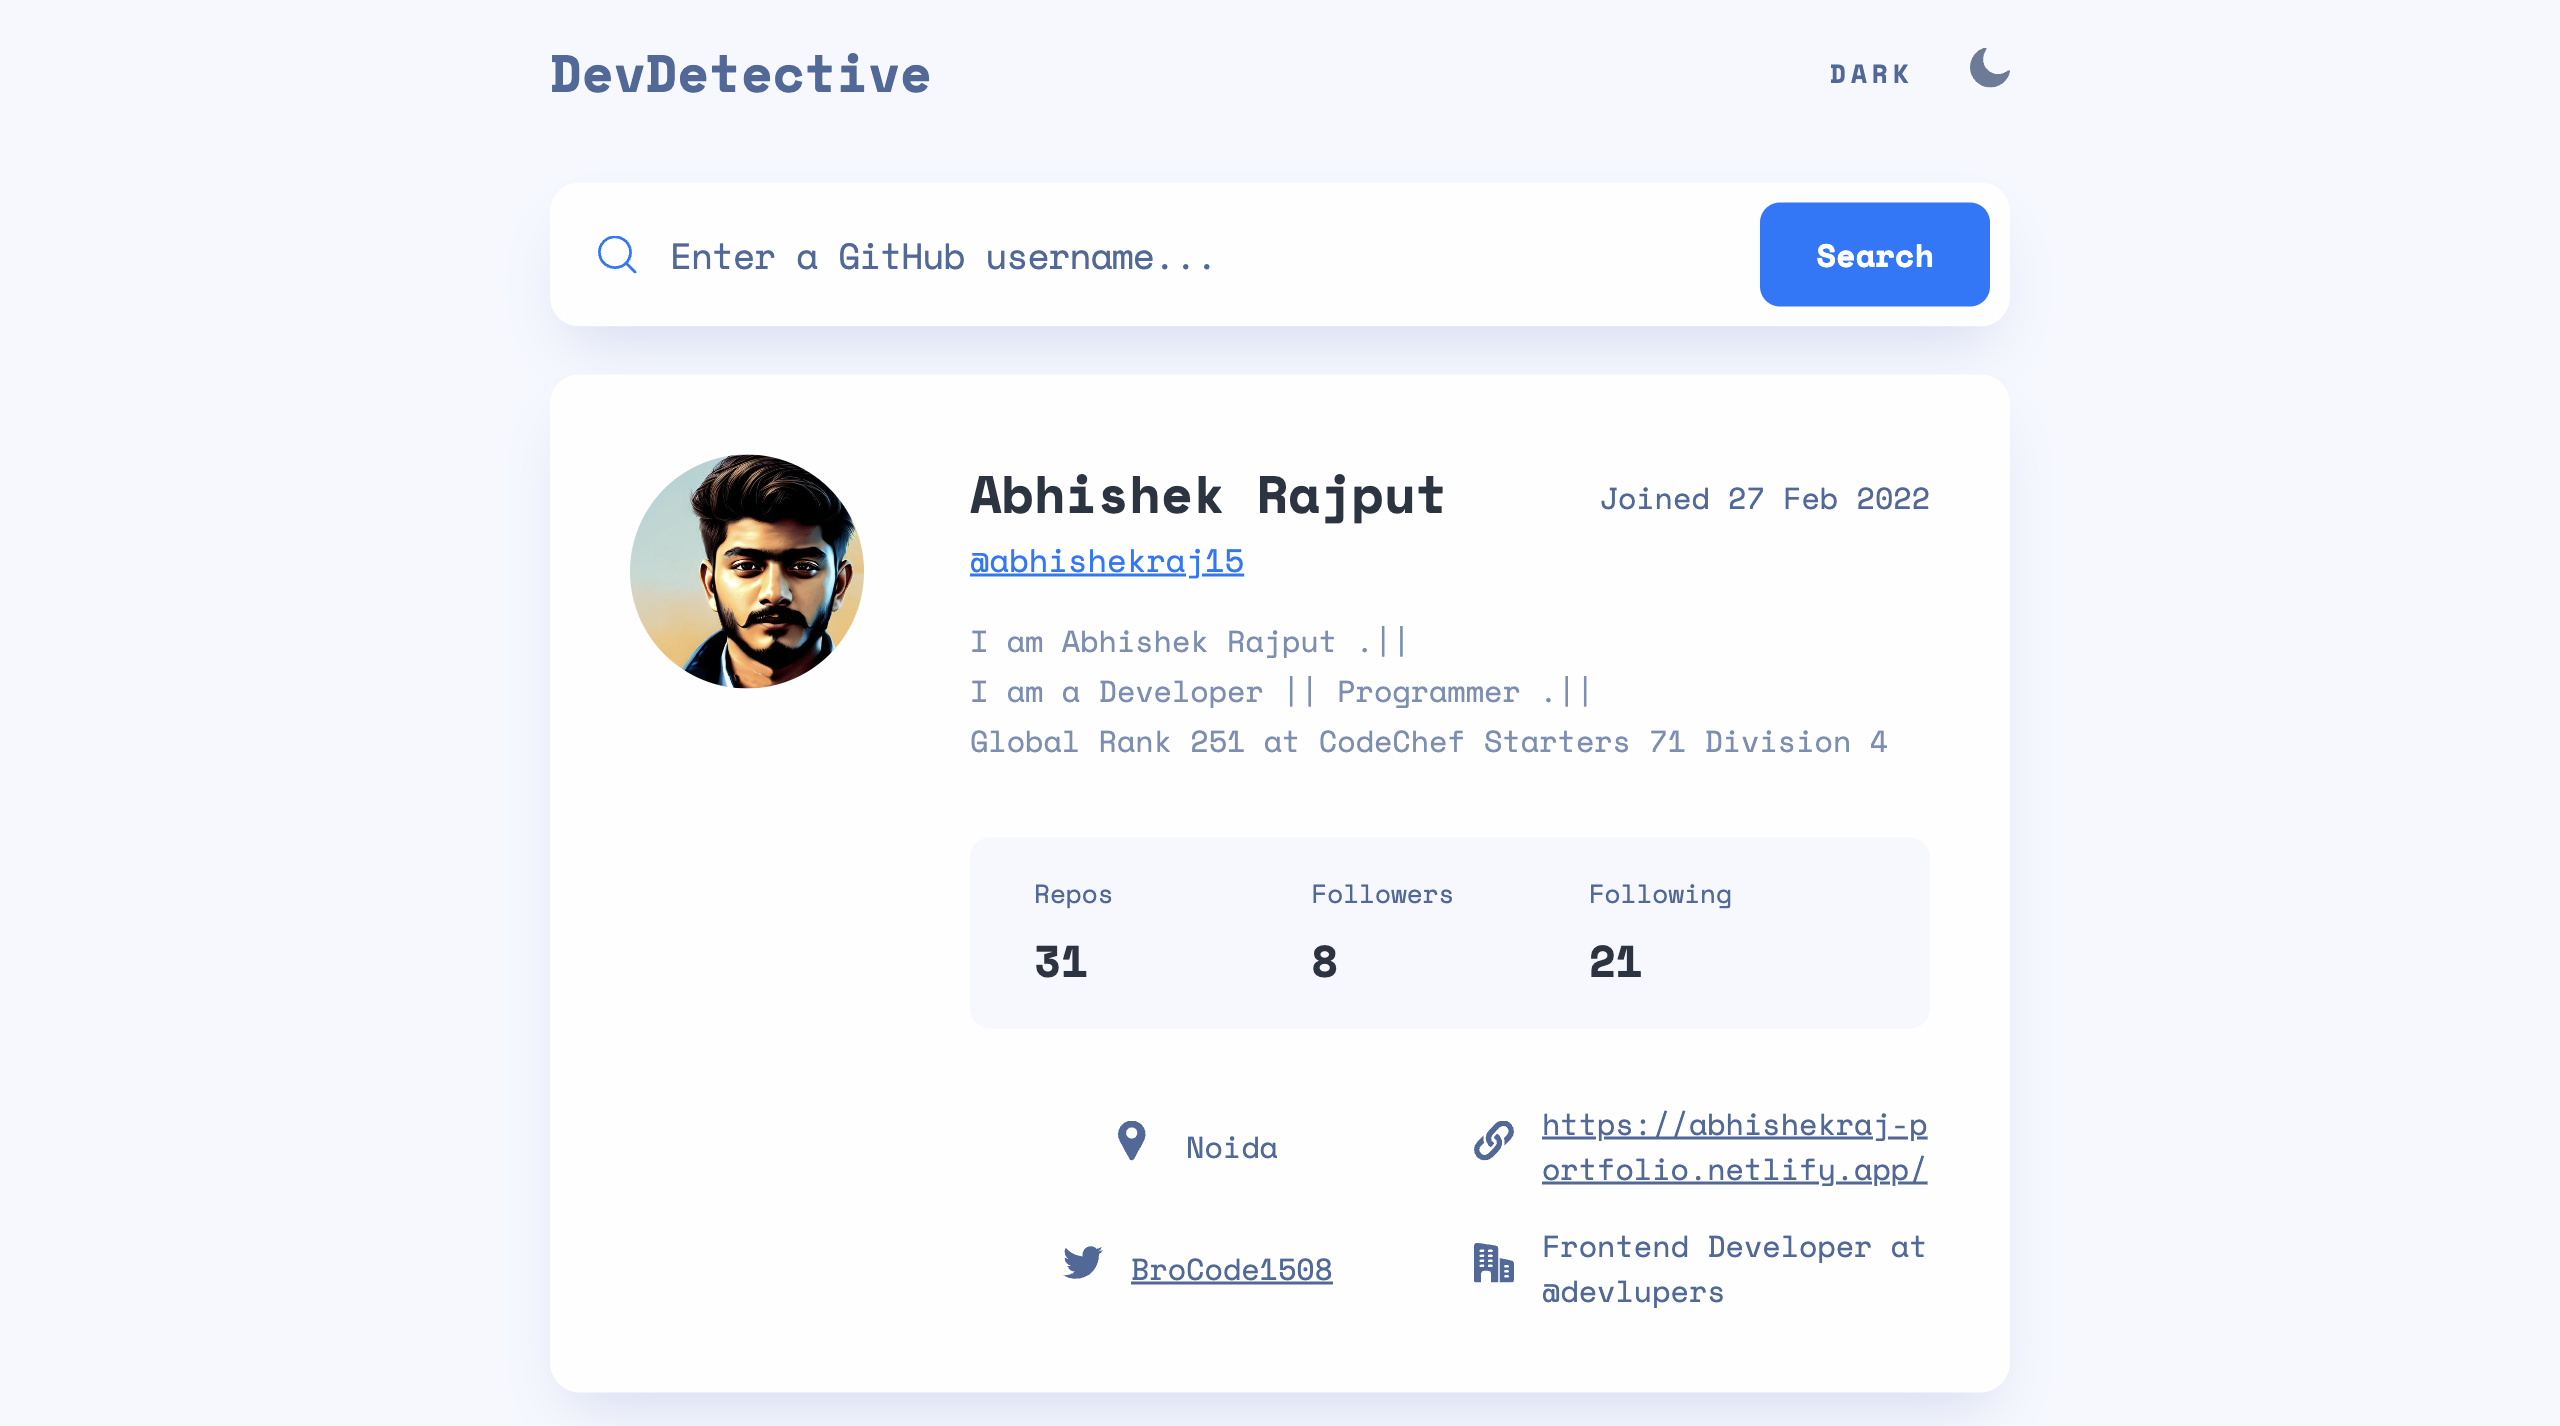 DevDetective
DARK
Enter a GitHub username...
Search
Abhishek Rajput
Joined 27 Feb 2022
@abhishekraj15
I am Abhishek Rajput .||
I am a Developer || Programmer .||
Global Rank 251 at CodeChef Starters 71 Division 4
Repos
Followers
Following
31
8
21
Noida
https://abhishekraj-p
ortfolio.netlify.app/
BroCode1508
Frontend Developer at
@devlupers